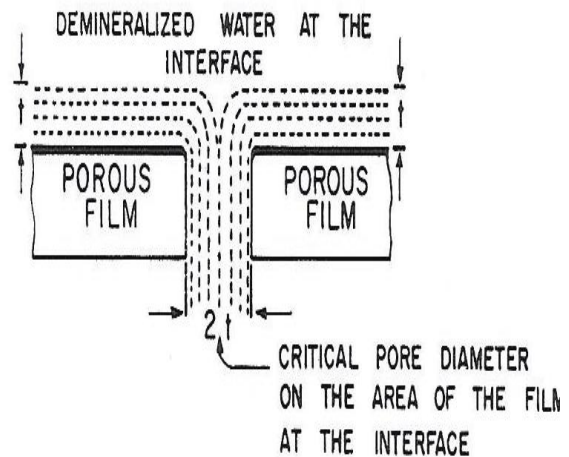 DEMINERALIZED WATER AT THE
INTERFACE
t t
POROUS POROUS
FILM FILM
2 t
CRITICAL PORE DIAMETER
ON THE AREA OF THE FILM
AT THE INTERFACE